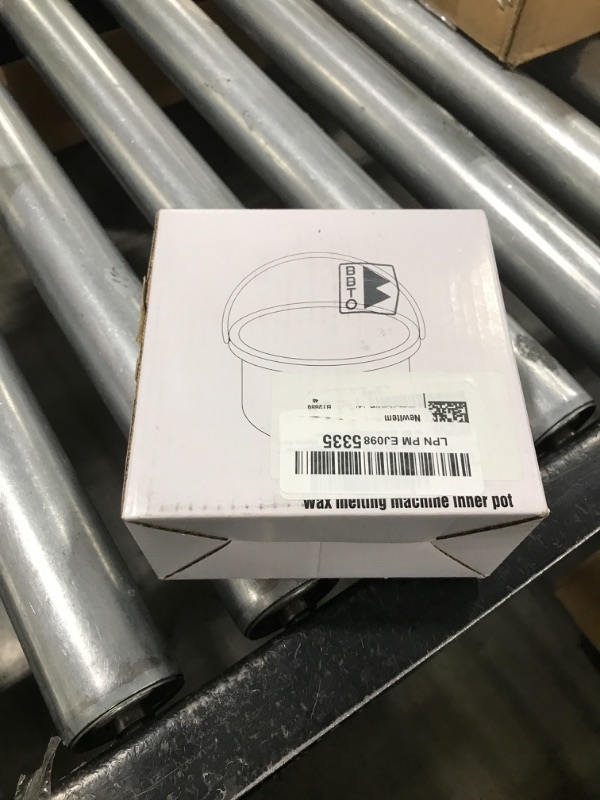 BBTO
NewItem
LPN PM EJ098 5335
Wax melting machine inner pot